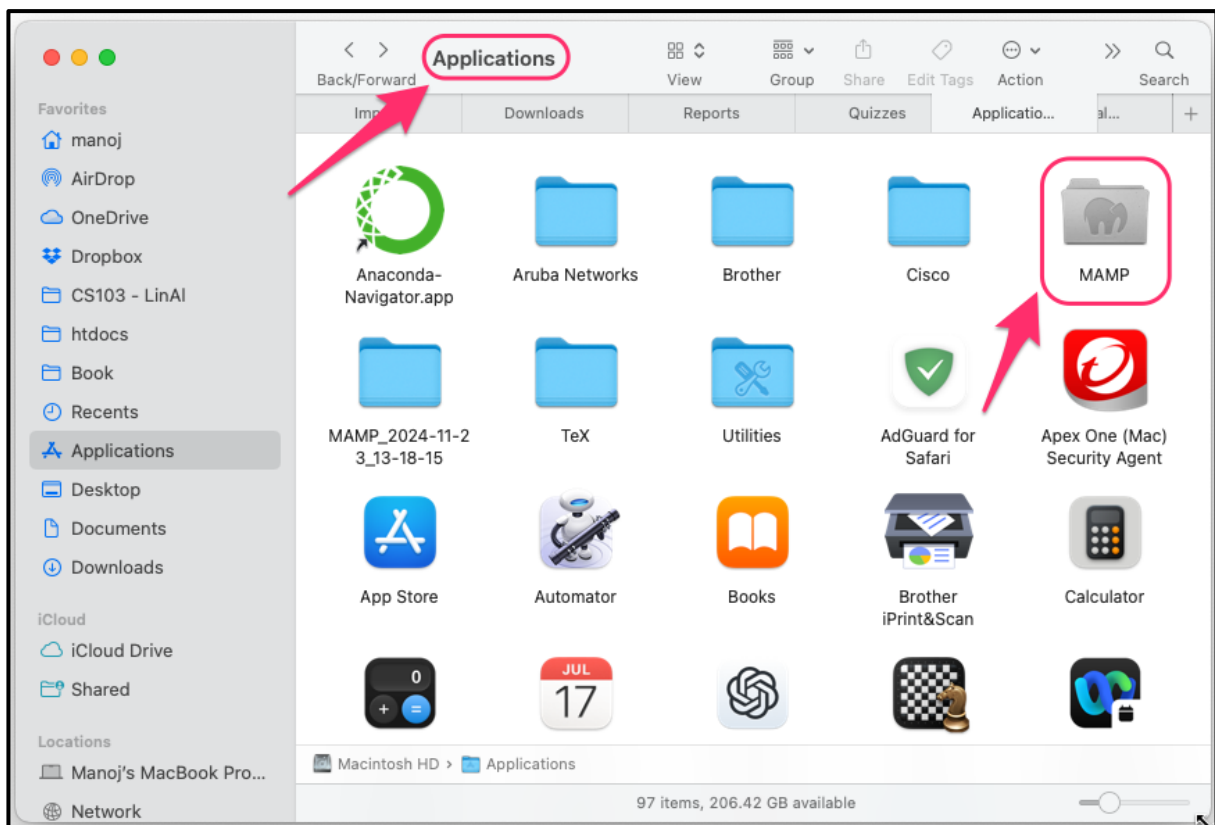 Applications
Back/Forward
View
Group
Share
Edit Tags
Action
Search
Downloads
Reports
Quizzes
Applicatio...
al...
Favorites
manoj
AirDrop
OneDrive
Dropbox
CS103 - LinAl
htdocs
Book
Recents
Applications
Desktop
Documents
Downloads
iCloud
iCloud Drive
Shared
Locations
Manoj's MacBook Pro...
Network
Anaconda-
Navigator.app
Aruba Networks
Brother
Cisco
MAMP
MAMP_2024-11-2
3_13-18-15
TeX
Utilities
AdGuard for
Safari
Apex One (Mac)
Security Agent
App Store
Automator
Books
Brother
iPrint&Scan
Calculator
0
JUL
17
Macintosh HD › Applications
97 items, 206.42 GB available